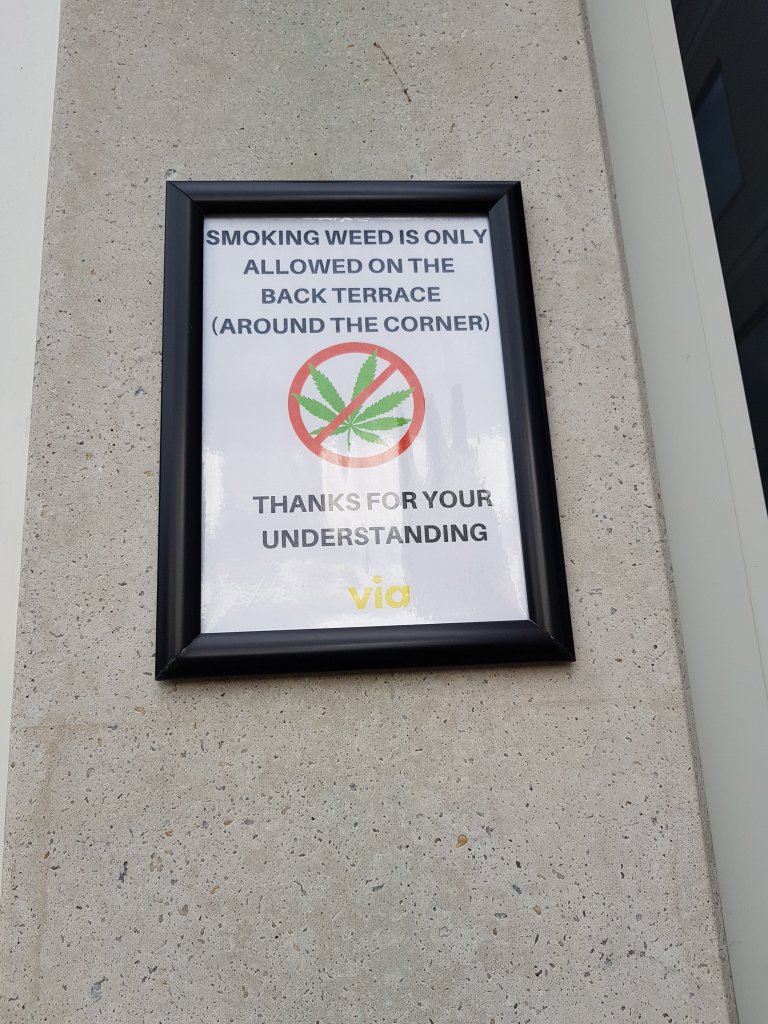 SMOKING WEED IS ONLY
ALLOWED ON THE
BACK TERRACE
(AROUND THE CORNER)
THANKS FOR YOUR
UNDERSTANDING
via